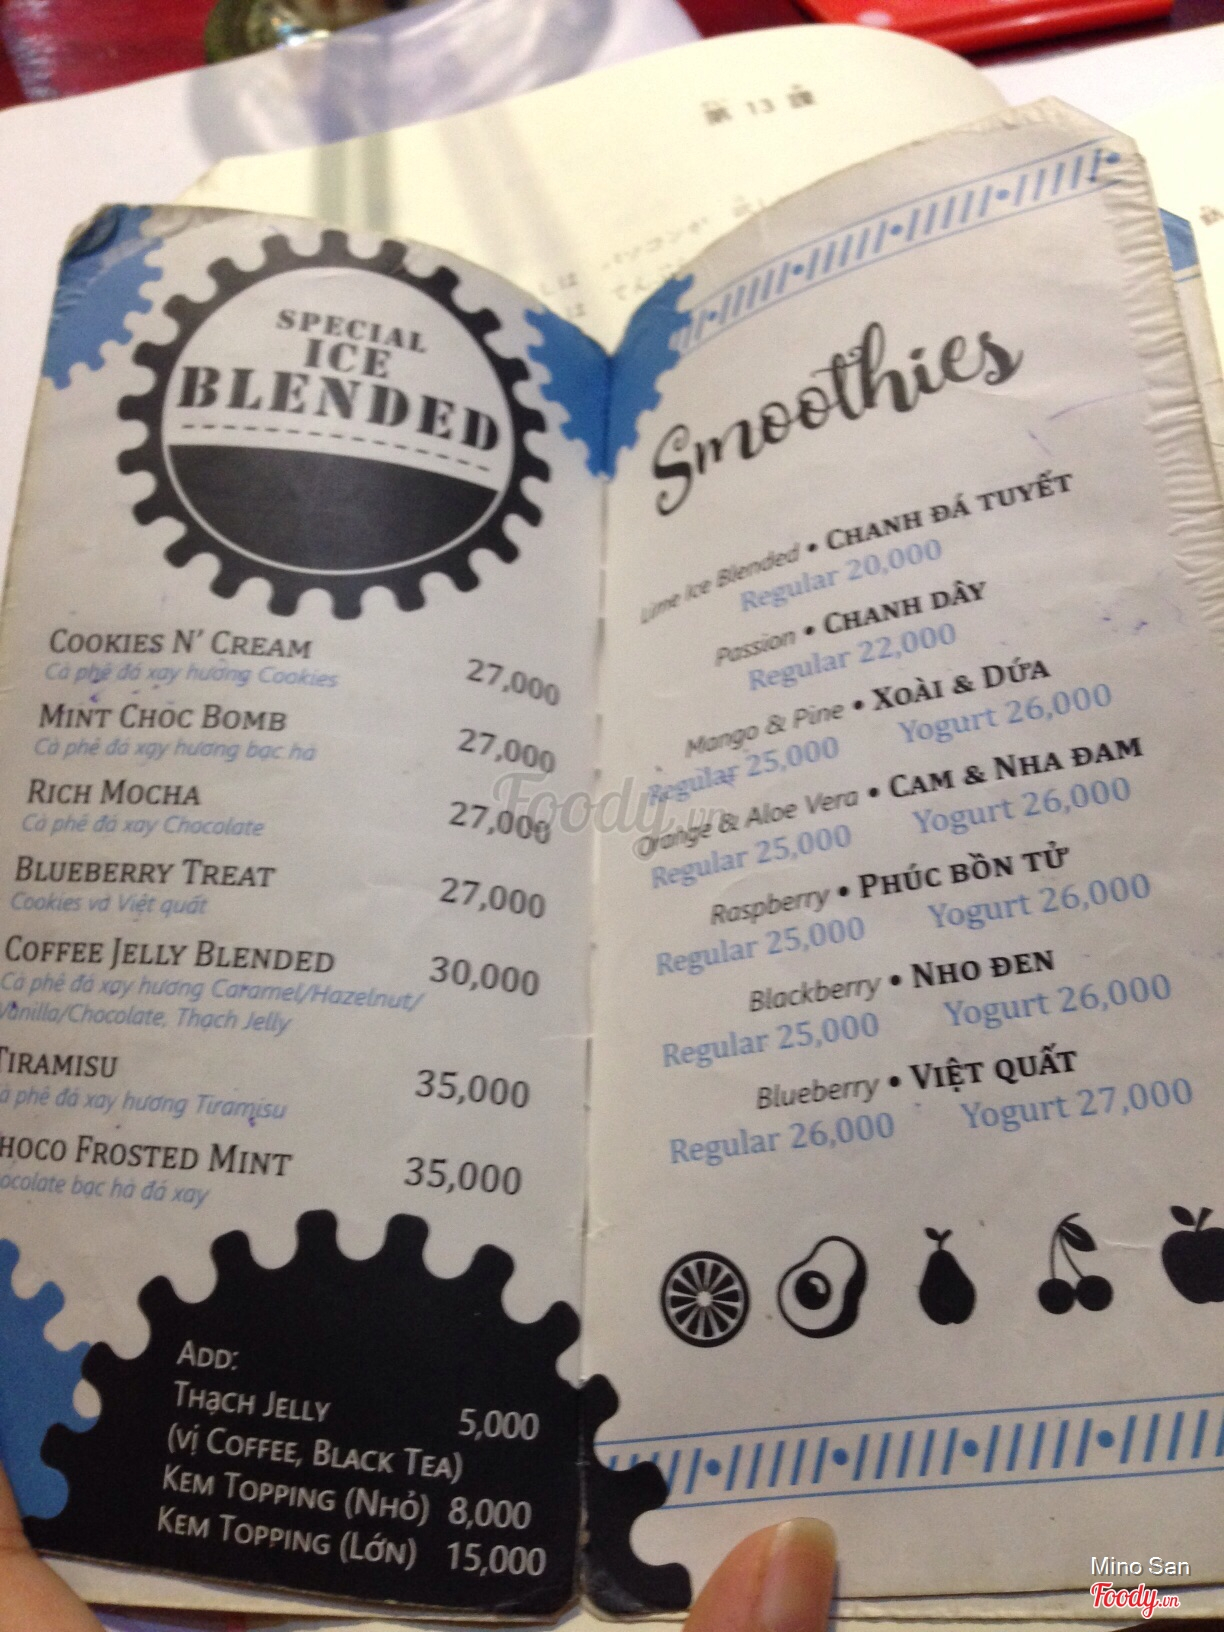 第 13 課
SPECIAL
ICE
BLENDED
COOKIES N' CREAM 27,000
Cà phê đá xay hương Cookies
MINT CHOC BOMB 27,000
Cà phê đá xay hương bạc hà
RICH MOCHA 27,000
Cà phê đá xay Chocolate
BLUEBERRY TREAT 27,000
Cookies và Việt quất
COFFEE JELLY BLENDED 30,000
Cà phê đá xay hương Caramel/Hazelnut/
Vanilla/Chocolate, Thạch Jelly
TIRAMISU 35,000
à phê đá xay hương Tiramisu
HOCO FROSTED MINT 35,000
ocolate bạc hà đá xay
ADD:
THẠCH JELLY 5,000
(VỊ COFFEE, BLACK TEA)
KEM TOPPING (NHỎ) 8,000
KEM TOPPING (LỚN) 15,000
Smoothies
Lime Ice Blended • CHANH ĐÁ TUYẾT
Regular 20,000
Passion • CHANH DÂY
Regular 22,000
Mango & Pine • XOÀI & DỨA
Regular 25,000 Yogurt 26,000
Orange & Aloe Vera • CAM & NHA ĐAM
Regular 25,000 Yogurt 26,000
Raspberry • PHÚC BỒN TỬ
Regular 25,000 Yogurt 26,000
Blackberry • NHO ĐEN
Regular 25,000 Yogurt 26,000
Blueberry • VIỆT QUẤT
Regular 26,000 Yogurt 27,000
Foody.vn
Mino San
Foody.vn